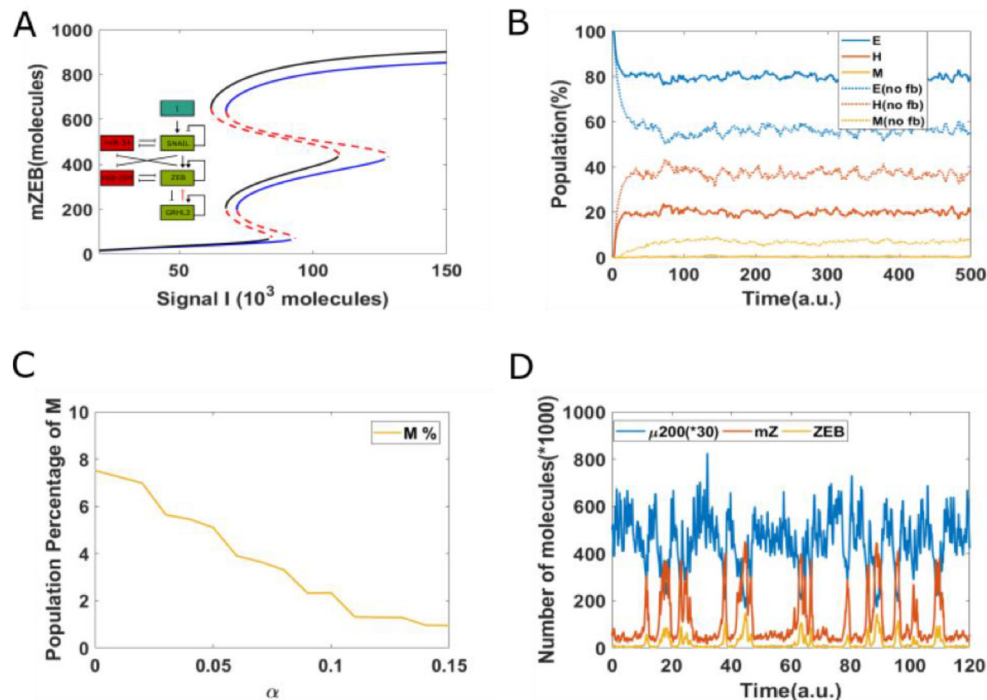 A
B
1000
800
600
400
200
0
mZEB(molecules)
I
SNAIL
ZEB
GRHL2
50
100
150
Signal I (10³ molecules)
100
80
60
40
20
0
Population(%)
E
H
M
E(no fb)
H(no fb)
M(no fb)
0
100
200
300
400
500
Time(a.u.)
C
D
10
8
6
4
2
0
Population Percentage of M
M %
0
0.05
0.1
0.15
α
1000
800
600
400
200
0
Number of molecules(*1000)
μ200(*30)
mZ
ZEB
0
20
40
60
80
100
120
Time(a.u.)